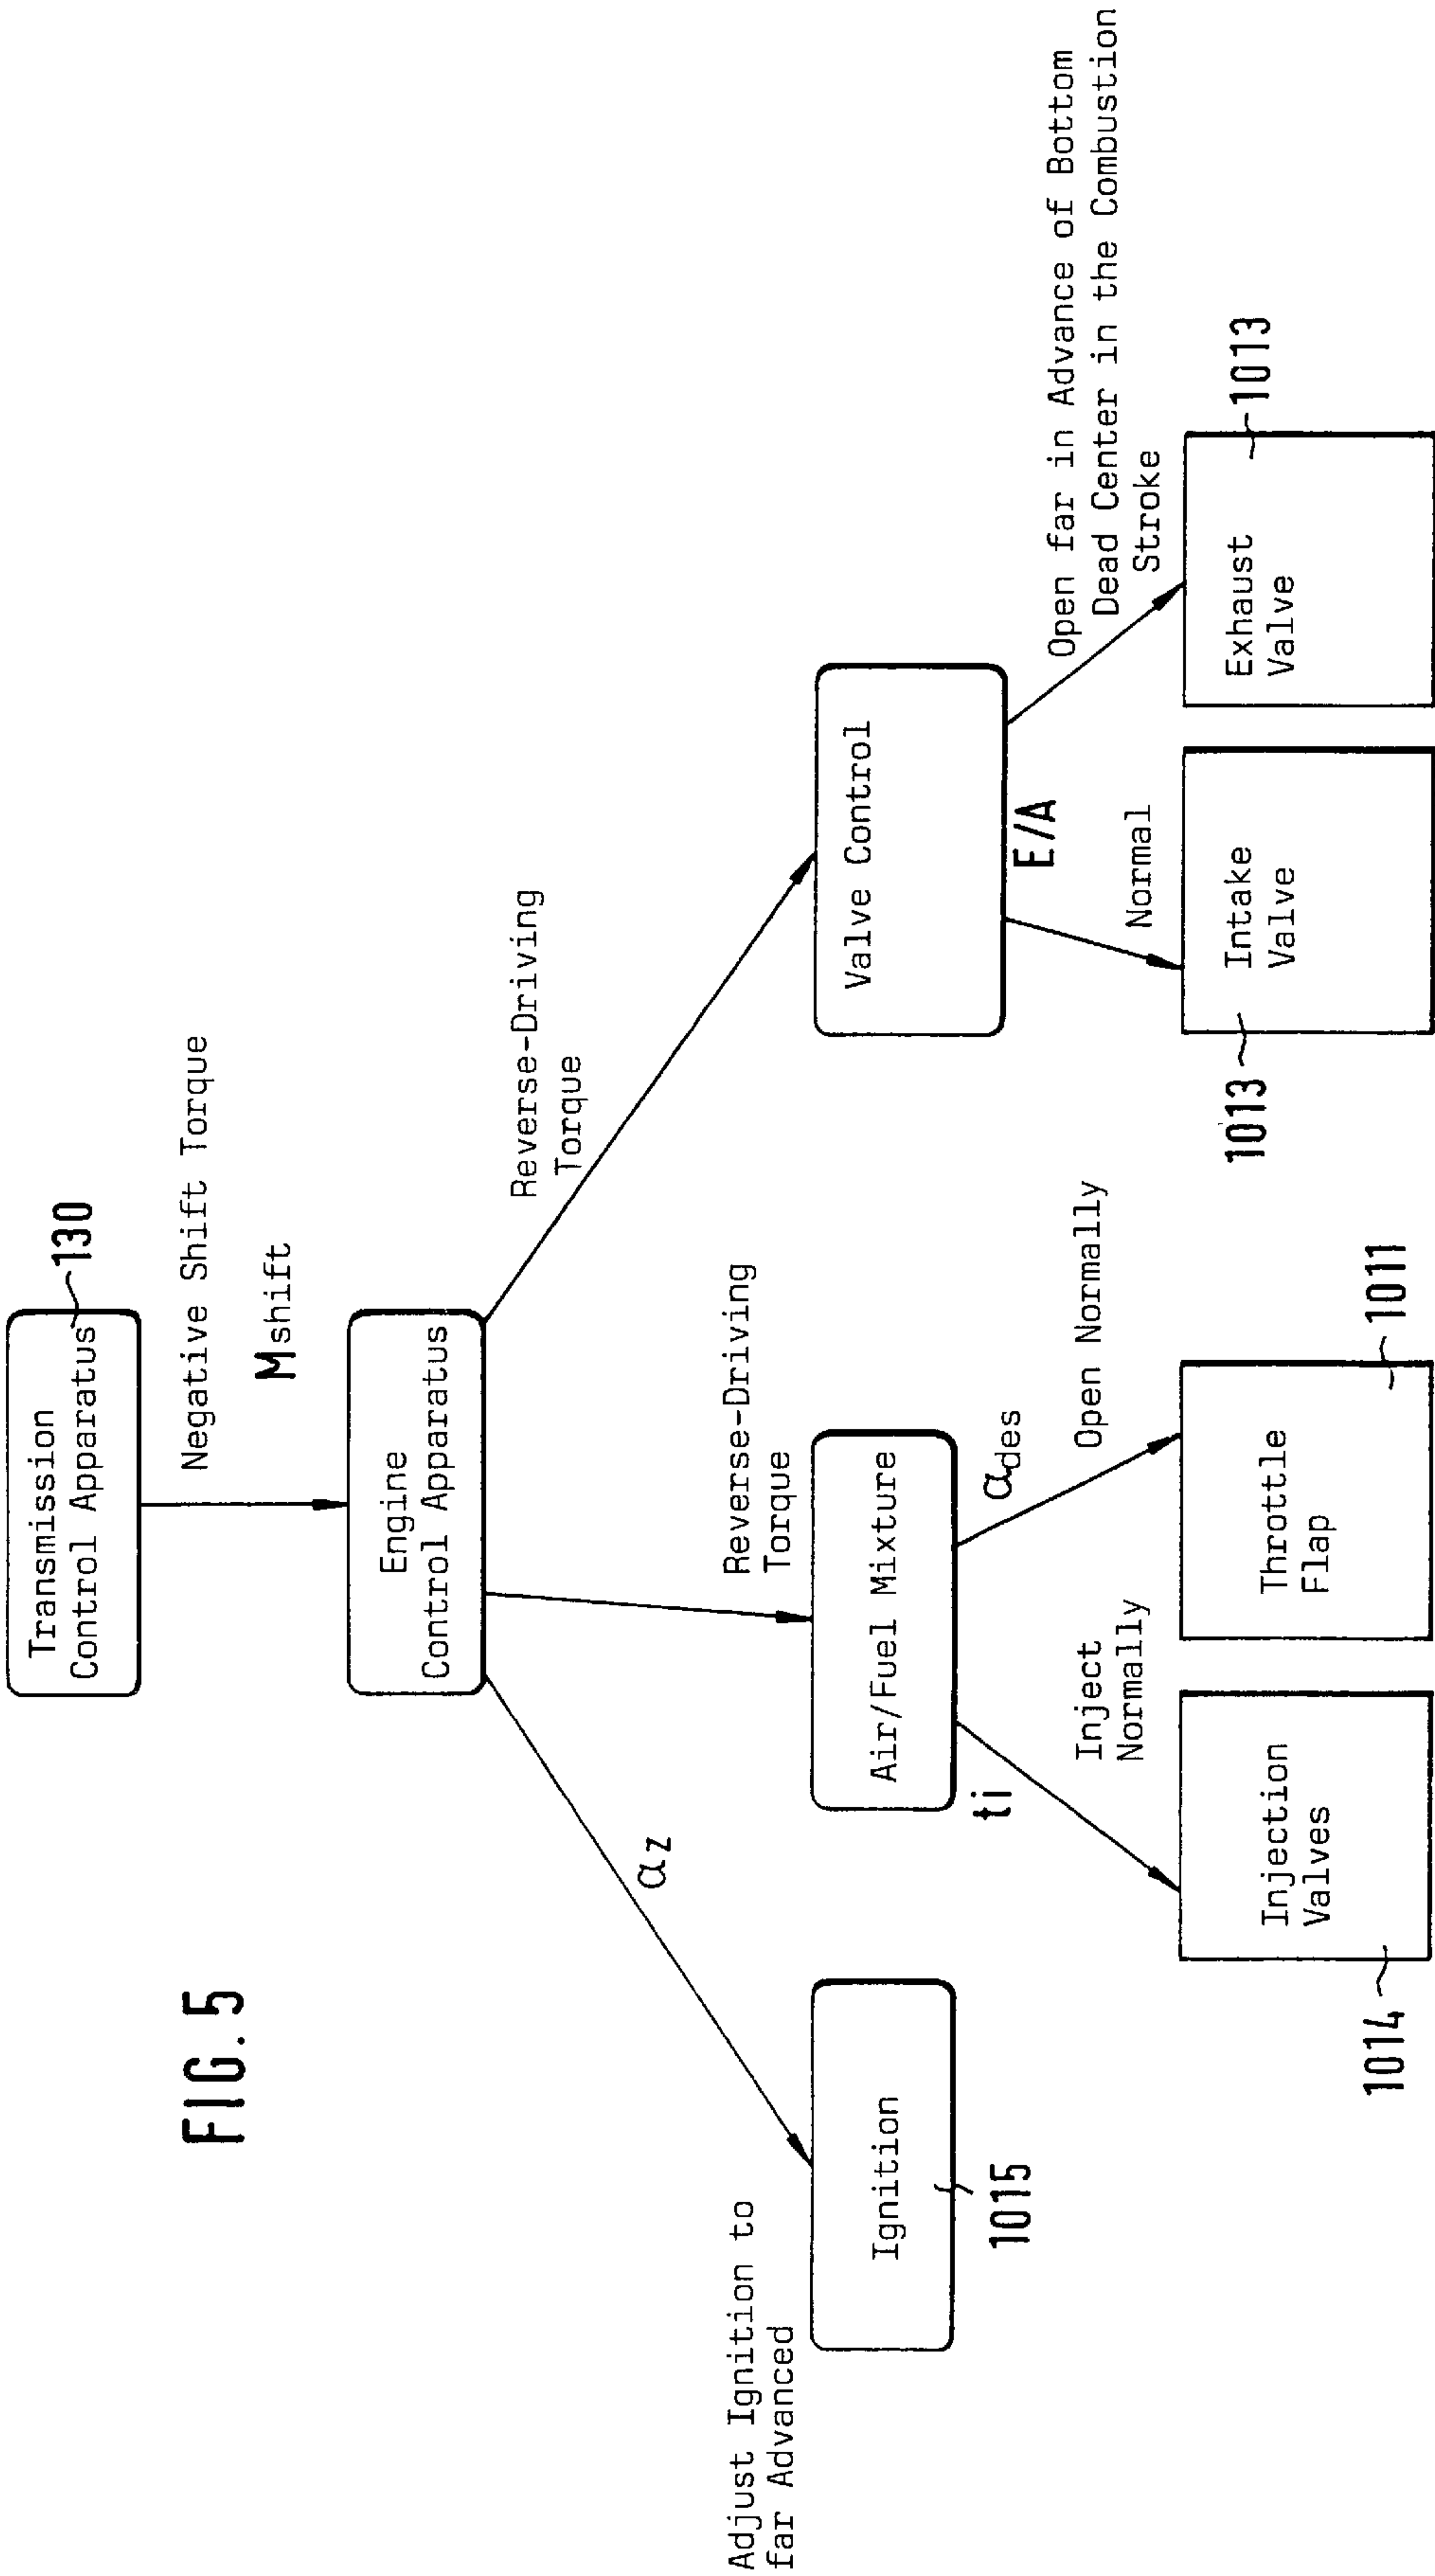 FIG. 5
Transmission
Control Apparatus
130
Negative Shift Torque
Mshift
Engine
Control Apparatus
αz
Reverse-Driving
Torque
Reverse-Driving
Torque
Adjust Ignition to
far Advanced
Ignition
1015
Air/Fuel Mixture
ti
αdes
Inject
Normally
Open Normally
Valve Control
E/A
Normal
Open far in Advance of Bottom
Dead Center in the Combustion
Stroke
Injection
Valves
1014
Throttle
Flap
1011
Intake
Valve
1013
Exhaust
Valve
1013